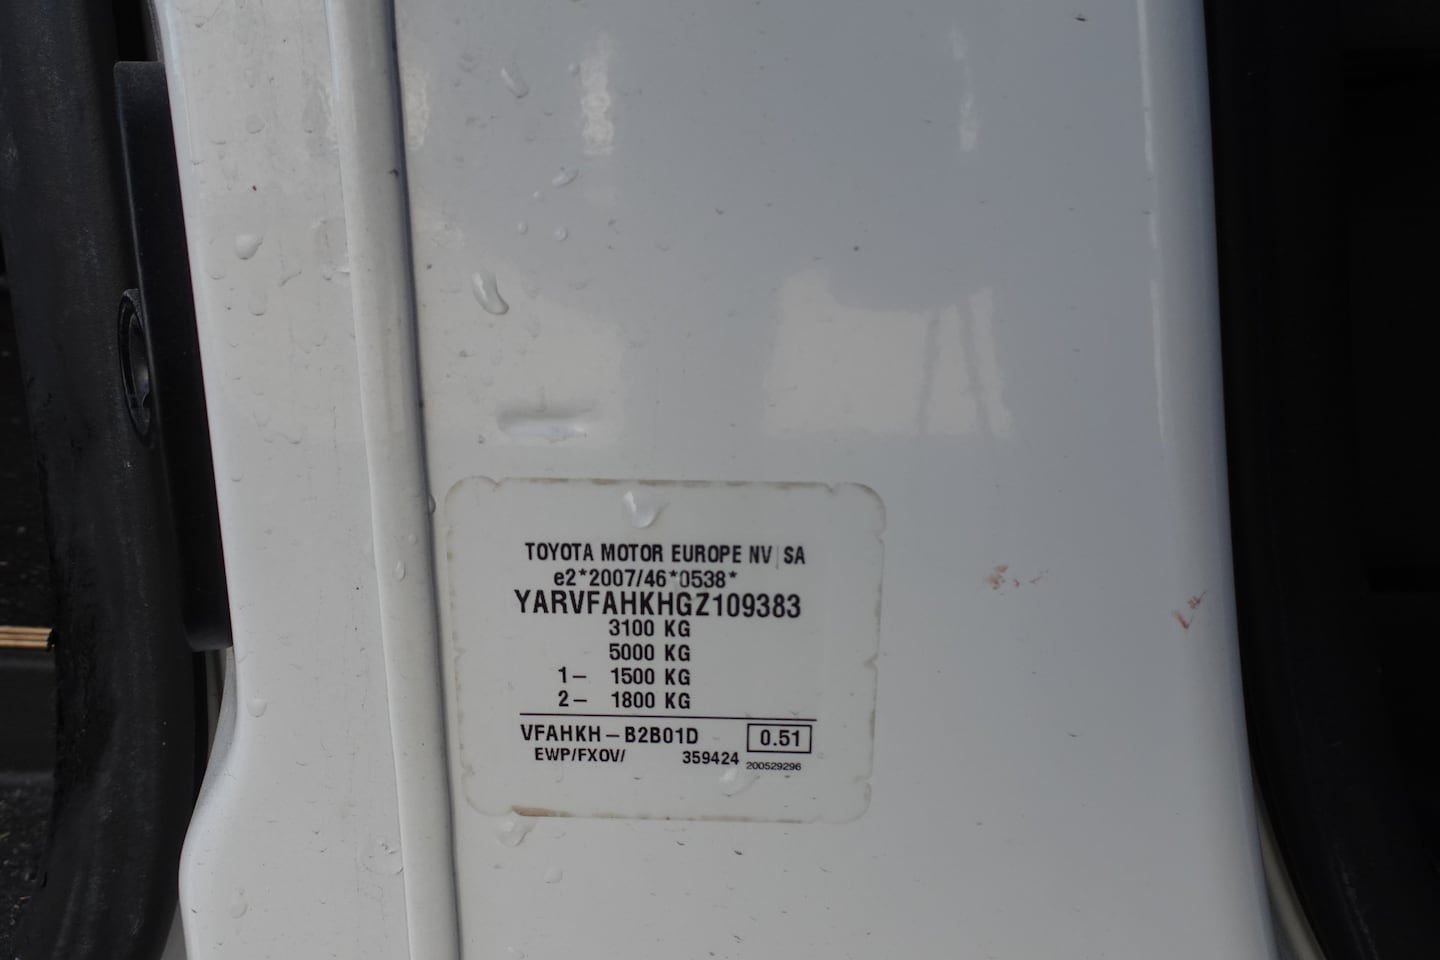 TOYOTA MOTOR EUROPE NV SA
e2*2007/46*0538*
YARVFAHKHGZ109383
3100 KG
5000 KG
1- 1500 KG
2- 1800 KG
VFAHKH-B2B01D 0.51
EWP/FXOV/ 359424 200529296